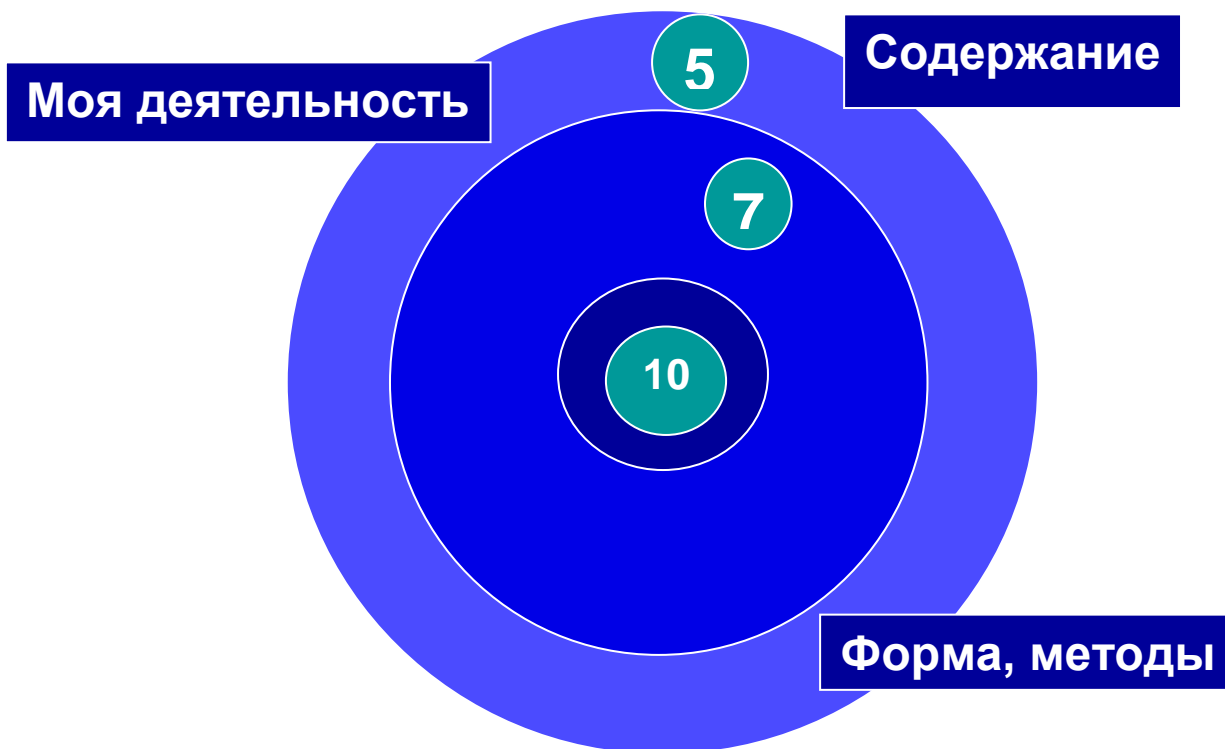 5
Содержание
Моя деятельность
7
10
Форма, методы